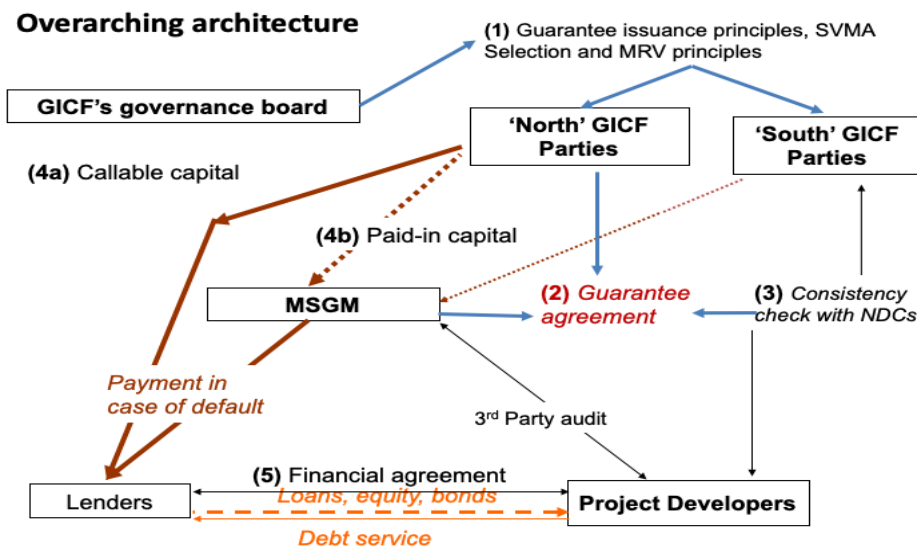 Overarching architecture
(1) Guarantee issuance principles, SVMA
Selection and MRV principles
GICF's governance board
'North' GICF
Parties
'South' GICF
Parties
(4a) Callable capital
(4b) Paid-in capital
MSGM
(2) Guarantee
agreement
(3) Consistency
check with NDCs
Payment in
case of default
3rd Party audit
(5) Financial agreement
Loans, equity, bonds
Lenders
Project Developers
Debt service